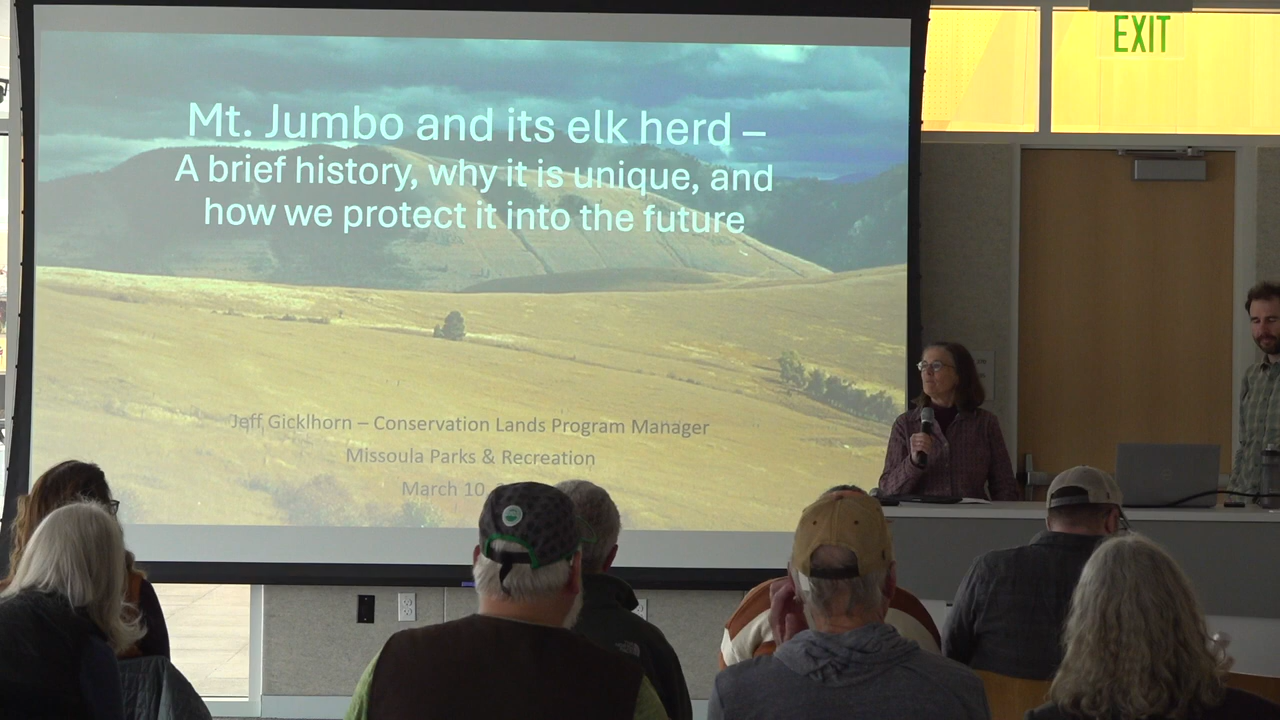 EXIT
Mt. Jumbo and its elk herd –
A brief history, why it is unique, and
how we protect it into the future
Jeff Gicklhorn – Conservation Lands Program Manager
Missoula Parks & Recreation
March 10,